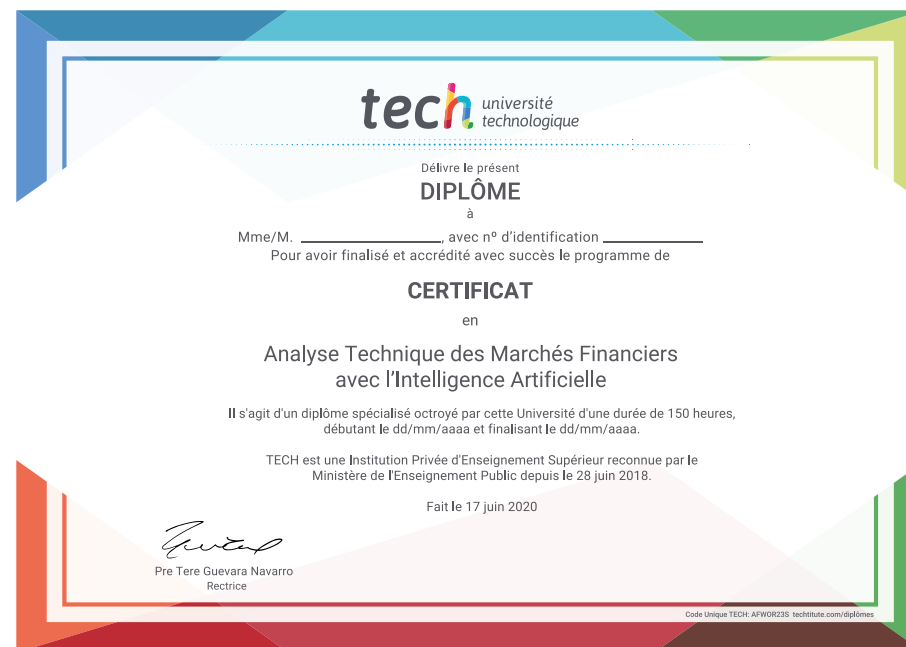 tech université
technologique
Délivre le présent
DIPLÔME
à
Mme/M. ____________________, avec nº d'identification ______________
Pour avoir finalisé et accrédité avec succès le programme de
CERTIFICAT
en
Analyse Technique des Marchés Financiers
avec l'Intelligence Artificielle
Il s'agit d'un diplôme spécialisé octroyé par cette Université d'une durée de 150 heures,
débutant le dd/mm/aaaa et finalisant le dd/mm/aaaa.
TECH est une Institution Privée d'Enseignement Supérieur reconnue par le
Ministère de l'Enseignement Public depuis le 28 juin 2018.
Fait le 17 juin 2020
Pre Tere Guevara Navarro
Rectrice
Code Unique TECH: AFWOR23S techtitute.com/diplômes